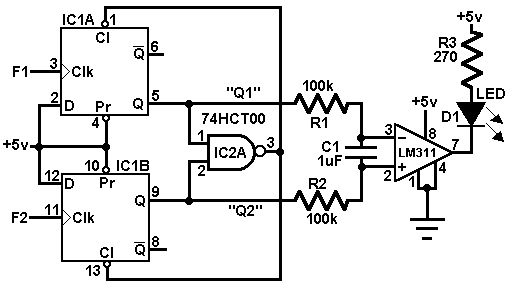 IC1A
1
Cl
+5v
R3
270
LED
D1
F1
3
Clk
Q
6
2
D
Q
5
"Q1"
100k
R1
Pr
4
74HCT00
1
IC2A
3
2
+5v
8
3
−
LM311
7
+
2
1
4
C1
1uF
+5v
10
IC1B
12
D
Pr
R2
100k
F2
11
Clk
Q
9
"Q2"
Q
8
Cl
13